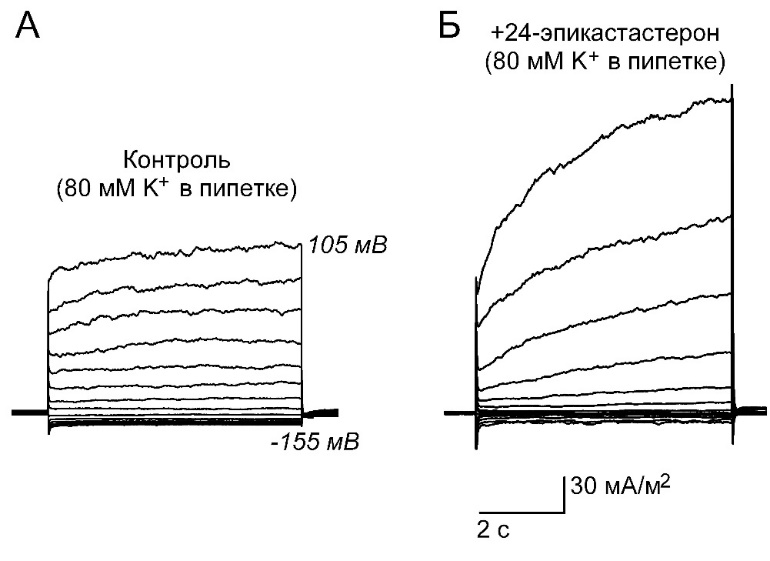 А
Б
+24-эпикастастерон
(80 мМ K⁺ в пипетке)
Контроль
(80 мМ K⁺ в пипетке)
105 мВ
-155 мВ
30 мА/м²
2 с